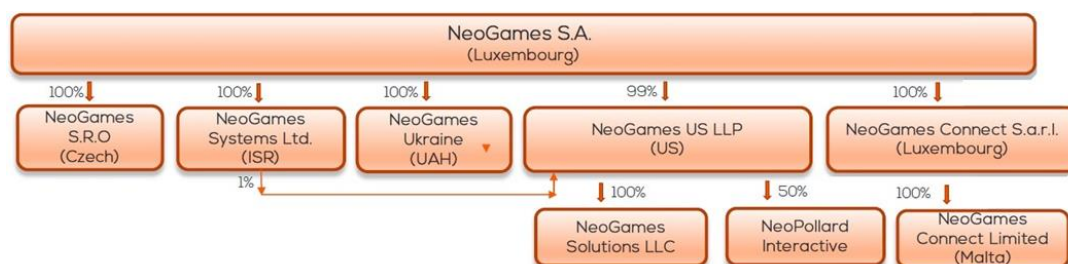 NeoGames S.A.
(Luxembourg)
100%
100%
100%
99%
100%
NeoGames
S.R.O
(Czech)
NeoGames
Systems Ltd.
(ISR)
NeoGames
Ukraine
(UAH)
NeoGames US LLP
(US)
NeoGames Connect S.a.r.l.
(Luxembourg)
1%
100%
50%
100%
NeoGames
Solutions LLC
NeoPollard
Interactive
NeoGames
Connect Limited
(Malta)